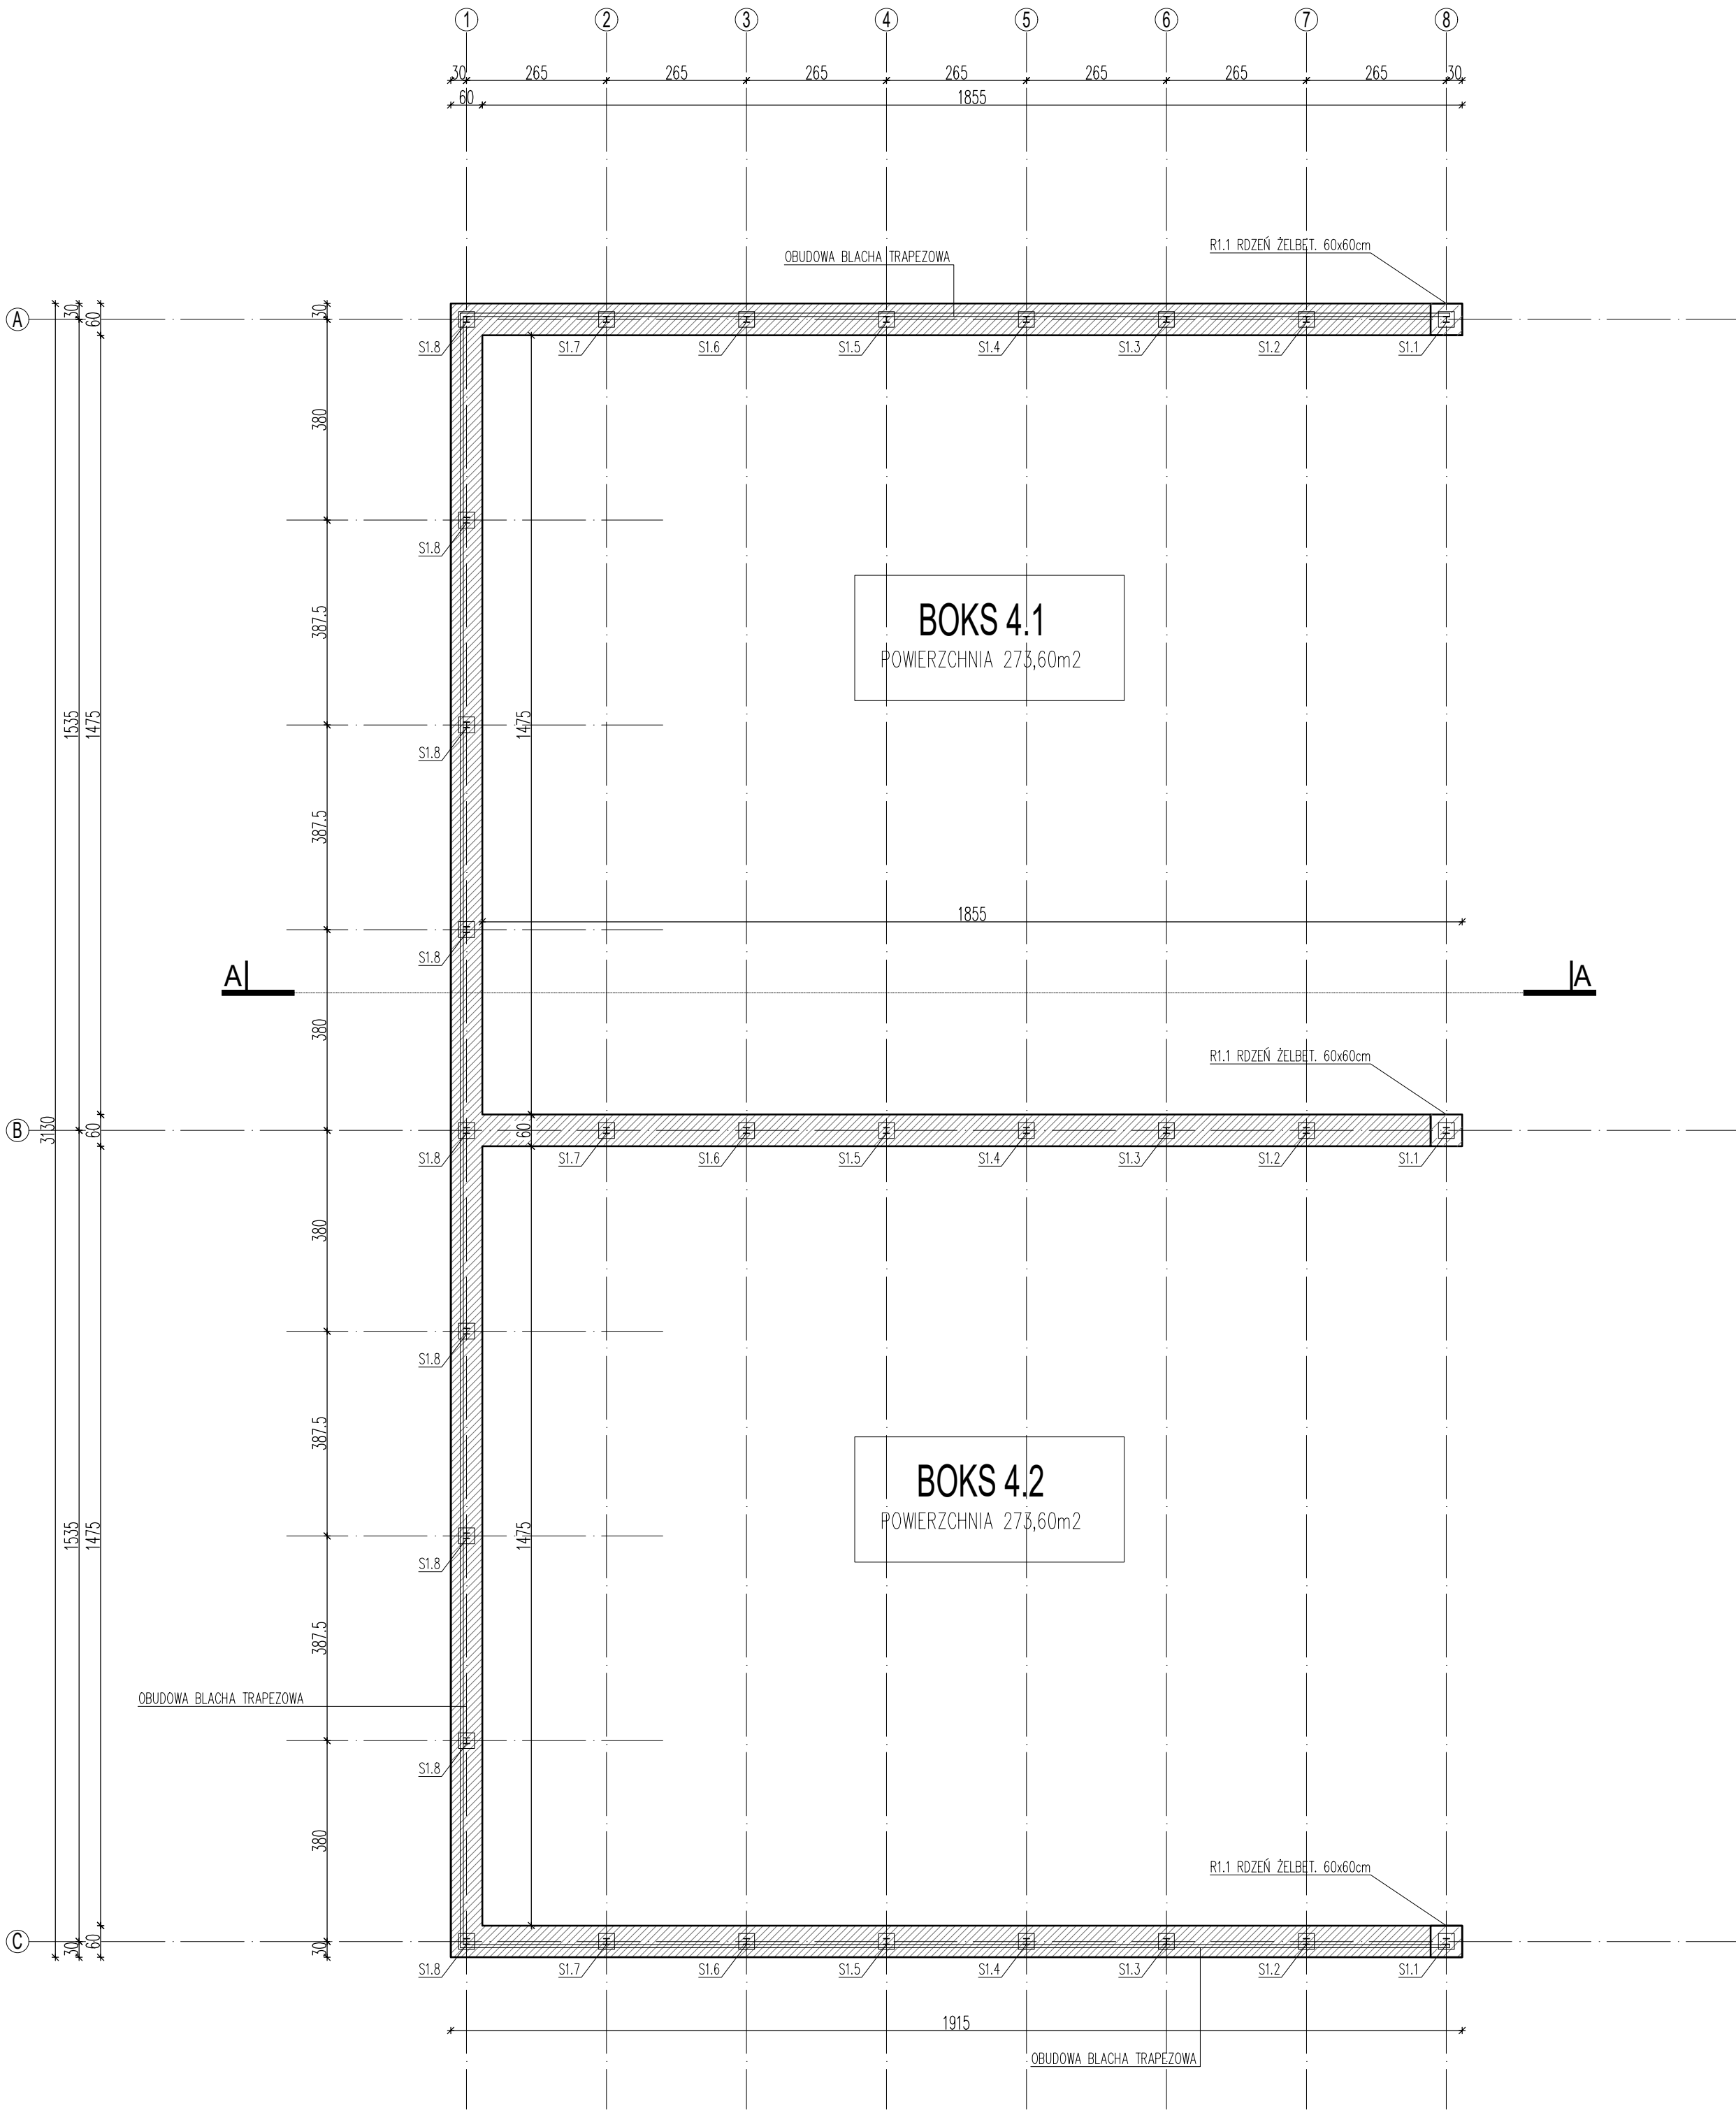 1 2 3 4 5 6 7 8
30 265 265 265 265 265 265 265 30
60 1855
R1.1 RDZEŃ ŻELBET. 60x60cm
OBUDOWA BLACHA TRAPEZOWA
A
30 60 30
S1.8 S1.7 S1.6 S1.5 S1.4 S1.3 S1.2 S1.1
380
S1.8
387.5
BOKS 4.1
POWIERZCHNIA 273,60m2
1535 1475 1475
S1.8
387.5
1855
S1.8
A A
380
R1.1 RDZEŃ ŻELBET. 60x60cm
B
3130 60 60
S1.8 S1.7 S1.6 S1.5 S1.4 S1.3 S1.2 S1.1
380
S1.8
387.5
BOKS 4.2
POWIERZCHNIA 273,60m2
1535 1475 1475
S1.8
387.5
OBUDOWA BLACHA TRAPEZOWA
S1.8
380
R1.1 RDZEŃ ŻELBET. 60x60cm
C
30 60 30
S1.8 S1.7 S1.6 S1.5 S1.4 S1.3 S1.2 S1.1
1915
OBUDOWA BLACHA TRAPEZOWA